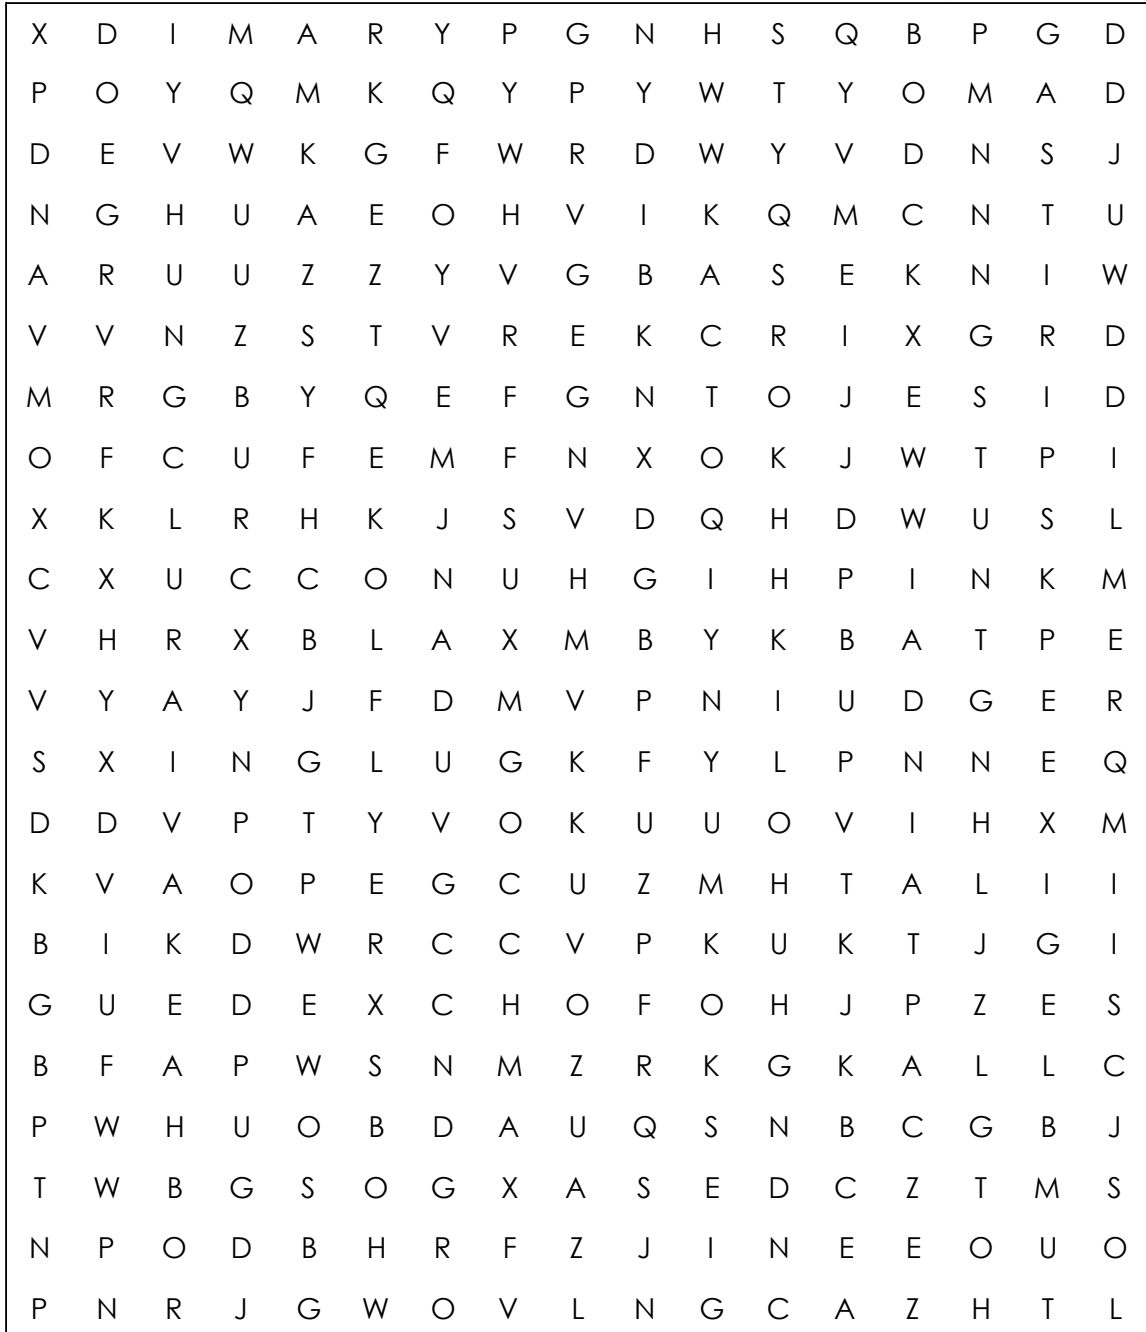 X D I M A R Y P G N H S Q B P G D
P O Y Q M K Q Y P Y W T Y O M A D
D E V W K G F W R D W Y V D N S J
N G H U A E O H V I K Q M C N T U
A R U U Z Z Y V G B A S E K N I W
V V N Z S T V R E K C R I X G R D
M R G B Y Q E F G N T O J E S I D
O F C U F E M F N X O K J W T P I
X K L R H K J S V D Q H D W U S L
C X U C C O N U H G I H P I N K M
V H R X B L A X M B Y K B A T P E
V Y A Y J F D M V P N I U D G E R
S X I N G L U G K F Y L P N N E Q
D D V P T Y V O K U U O V I H X M
K V A O P E G C U Z M H T A L I I
B I K D W R C C V P K U K T J G I
G U E D E X C H O F O H J P Z E S
B F A P W S N M Z R K G K A L L C
P W H U O B D A U Q S N B C G B J
T W B G S O G X A S E D C Z T M S
N P O D B H R F Z J I N E E O U O
P N R J G W O V L N G C A Z H T L